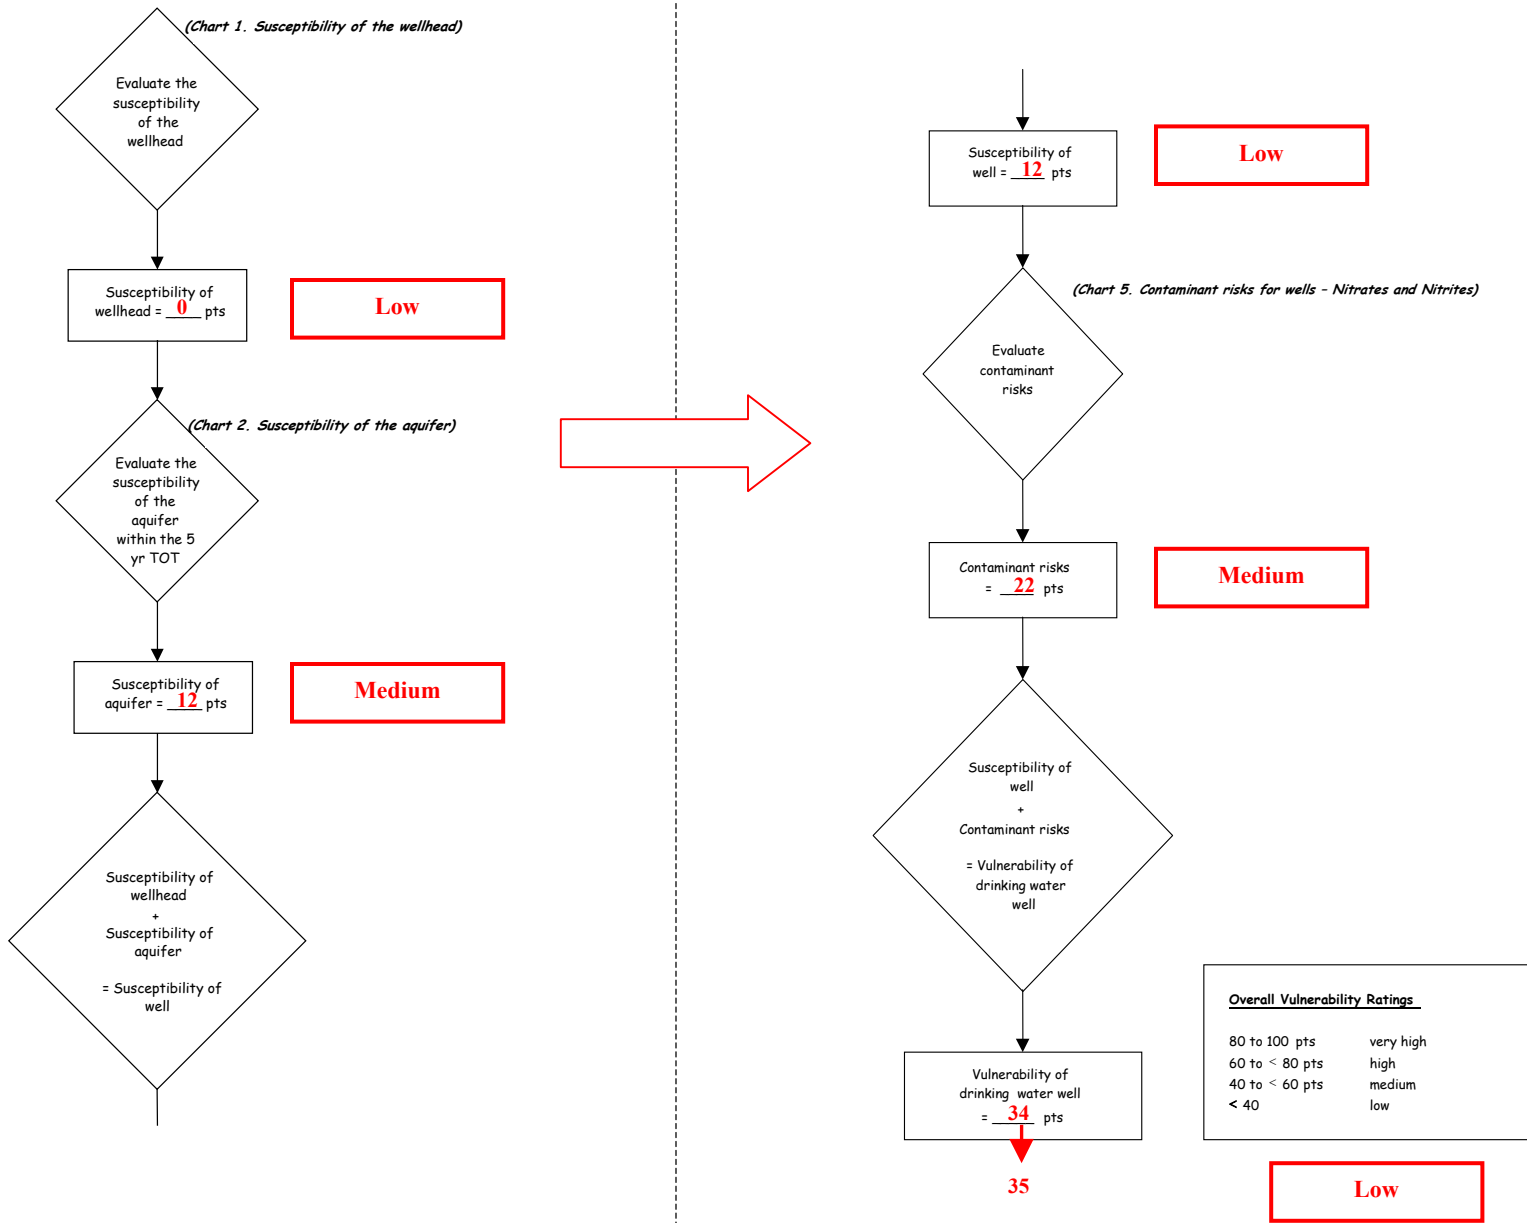 (Chart 1. Susceptibility of the wellhead)
Evaluate the
susceptibility
of the
wellhead
Susceptibility of
wellhead = 0 pts
Low
(Chart 2. Susceptibility of the aquifer)
Evaluate the
susceptibility
of the
aquifer
within the 5
yr TOT
Susceptibility of
aquifer = 12 pts
Medium
Susceptibility of
wellhead
+
Susceptibility of
aquifer
= Susceptibility of
well
Susceptibility of
well = 12 pts
Low
(Chart 5. Contaminant risks for wells – Nitrates and Nitrites)
Evaluate
contaminant
risks
Contaminant risks
= 22 pts
Medium
Susceptibility of
well
+
Contaminant risks
= Vulnerability of
drinking water
well
Vulnerability of
drinking water well
= 34 pts
35
Overall Vulnerability Ratings
80 to 100 pts very high
60 to < 80 pts high
40 to < 60 pts medium
< 40 low
Low